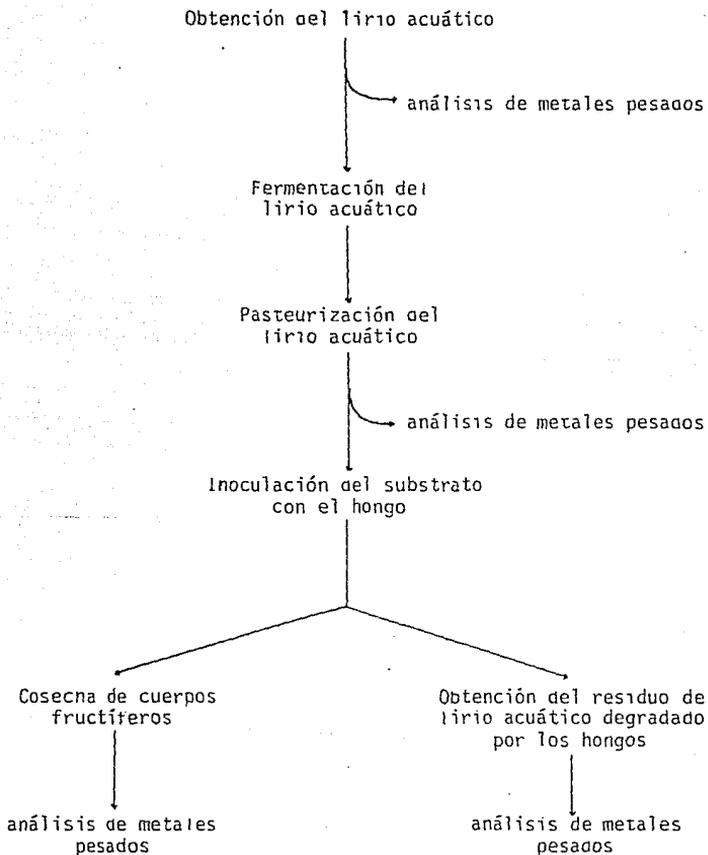 Obtención del lirio acuático
análisis de metales pesados
Fermentación del
lirio acuático
Pasteurización del
lirio acuático
análisis de metales pesados
Inoculación del substrato
con el hongo
Cosecha de cuerpos
fructíferos
Obtención del residuo de
lirio acuático degradado
por los hongos
análisis de metales
pesados
análisis de metales
pesados